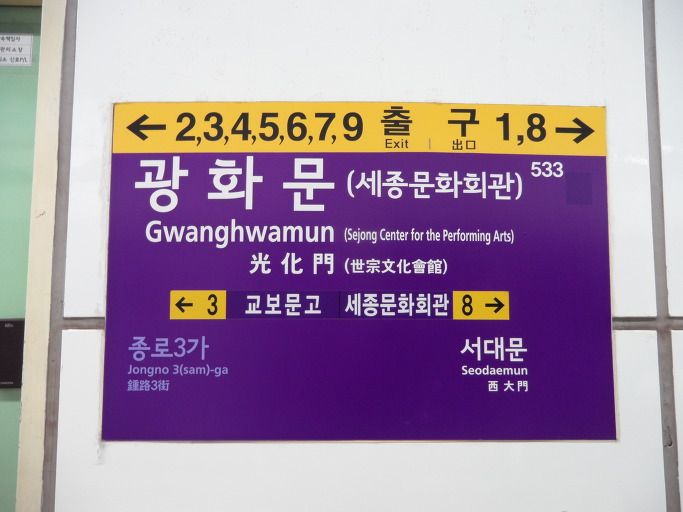 ← 2,3,4,5,6,7,9 출구 1,8 →
Exit 出口
광화문 (세종문화회관) 533
Gwanghwamun (Sejong Center for the Performing Arts)
光化門 (世宗文化會館)
← 3 교보문고 세종문화회관 8 →
종로3가 서대문
Jongno 3(sam)-ga Seodaemun
鍾路3街 西大門